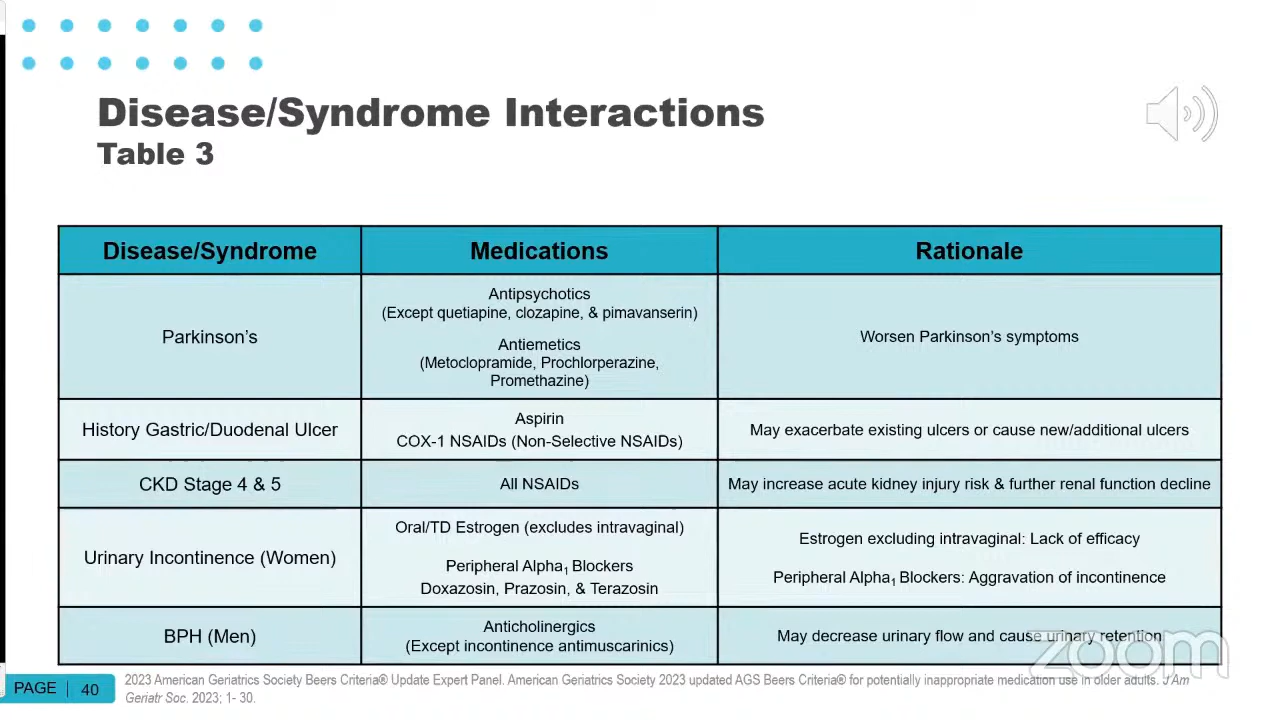 Disease/Syndrome Interactions
Table 3
Disease/Syndrome
Medications
Rationale
Parkinson's
Antipsychotics
(Except quetiapine, clozapine, & pimavanserin)
Antiemetics
(Metoclopramide, Prochlorperazine,
Promethazine)
Worsen Parkinson's symptoms
History Gastric/Duodenal Ulcer
Aspirin
COX-1 NSAIDs (Non-Selective NSAIDs)
May exacerbate existing ulcers or cause new/additional ulcers
CKD Stage 4 & 5
All NSAIDs
May increase acute kidney injury risk & further renal function decline
Urinary Incontinence (Women)
Oral/TD Estrogen (excludes intravaginal)
Peripheral Alpha₁ Blockers
Doxazosin, Prazosin, & Terazosin
Estrogen excluding intravaginal: Lack of efficacy
Peripheral Alpha₁ Blockers: Aggravation of incontinence
BPH (Men)
Anticholinergics
(Except incontinence antimuscarinics)
May decrease urinary flow and cause urinary retention
zoom
PAGE | 40
2023 American Geriatrics Society Beers Criteria® Update Expert Panel. American Geriatrics Society 2023 updated AGS Beers Criteria® for potentially inappropriate medication use in older adults. J Am
Geriatr Soc. 2023; 1- 30.